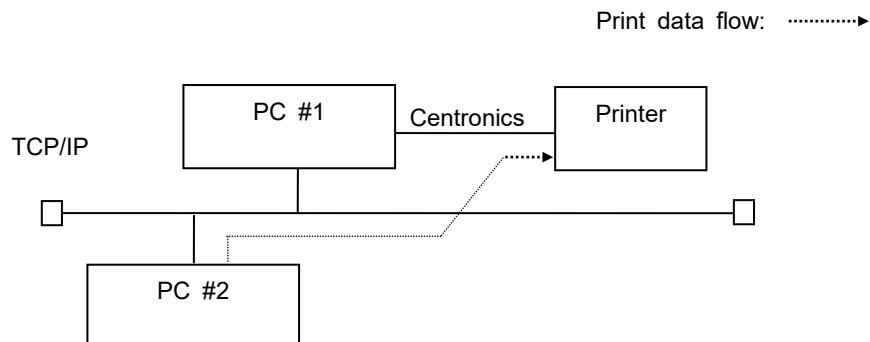 Print data flow:
PC #1
Centronics
Printer
TCP/IP
PC #2